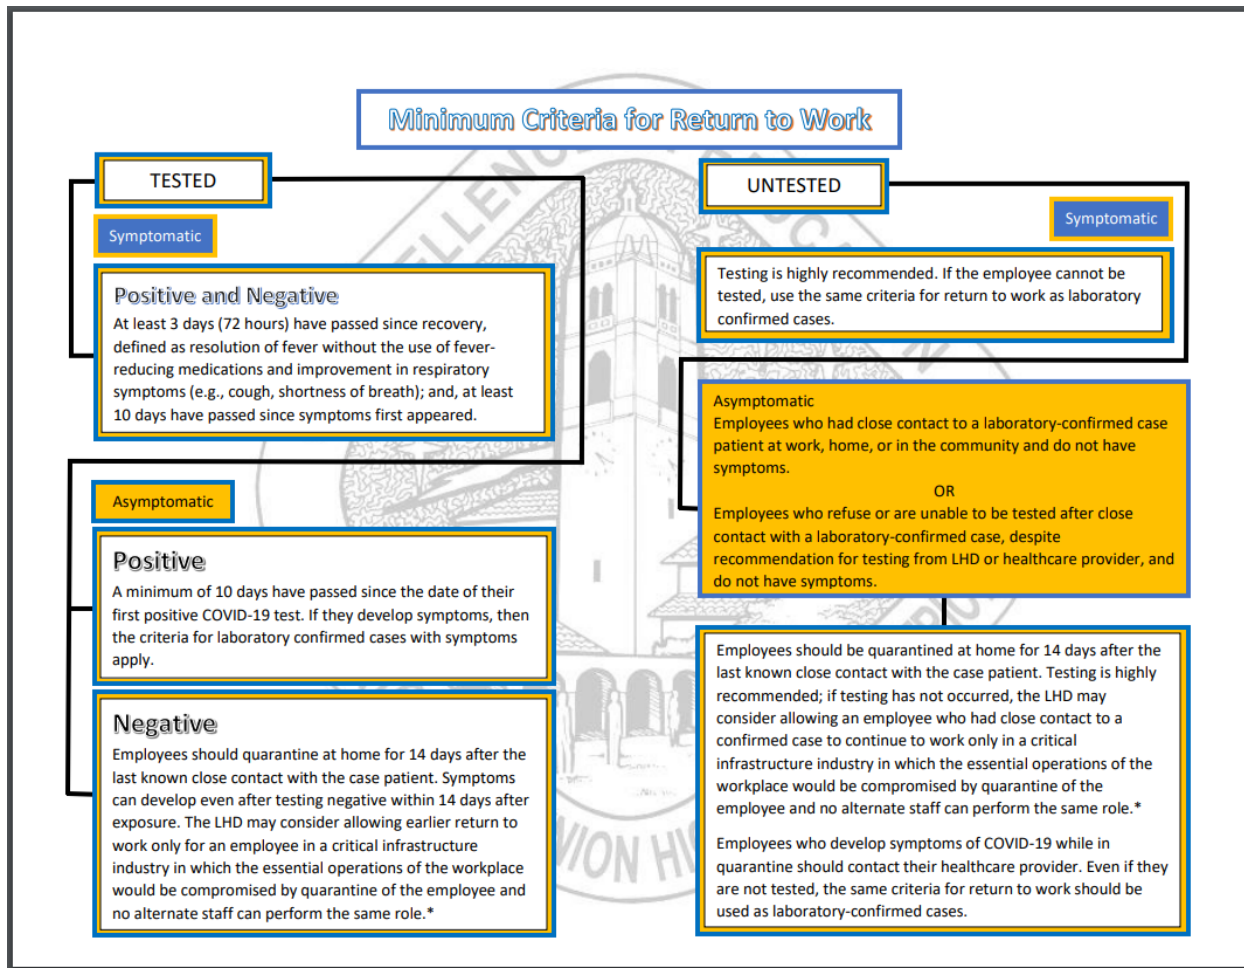 Minimum Criteria for Return to Work
TESTED
Symptomatic
Positive and Negative
At least 3 days (72 hours) have passed since recovery,
defined as resolution of fever without the use of fever-
reducing medications and improvement in respiratory
symptoms (e.g., cough, shortness of breath); and, at least
10 days have passed since symptoms first appeared.
Asymptomatic
Positive
A minimum of 10 days have passed since the date of their
first positive COVID-19 test. If they develop symptoms, then
the criteria for laboratory confirmed cases with symptoms
apply.
Negative
Employees should quarantine at home for 14 days after the
last known close contact with the case patient. Symptoms
can develop even after testing negative within 14 days after
exposure. The LHD may consider allowing earlier return to
work only for an employee in a critical infrastructure
industry in which the essential operations of the workplace
would be compromised by quarantine of the employee and
no alternate staff can perform the same role.*
UNTESTED
Symptomatic
Testing is highly recommended. If the employee cannot be
tested, use the same criteria for return to work as laboratory
confirmed cases.
Asymptomatic
Employees who had close contact to a laboratory-confirmed case
patient at work, home, or in the community and do not have
symptoms.
OR
Employees who refuse or are unable to be tested after close
contact with a laboratory-confirmed case, despite
recommendation for testing from LHD or healthcare provider, and
do not have symptoms.
Employees should be quarantined at home for 14 days after the
last known close contact with the case patient. Testing is highly
recommended; if testing has not occurred, the LHD may
consider allowing an employee who had close contact to a
confirmed case to continue to work only in a critical
infrastructure industry in which the essential operations of the
workplace would be compromised by quarantine of the
employee and no alternate staff can perform the same role.*
Employees who develop symptoms of COVID-19 while in
quarantine should contact their healthcare provider. Even if they
are not tested, the same criteria for return to work should be
used as laboratory-confirmed cases.